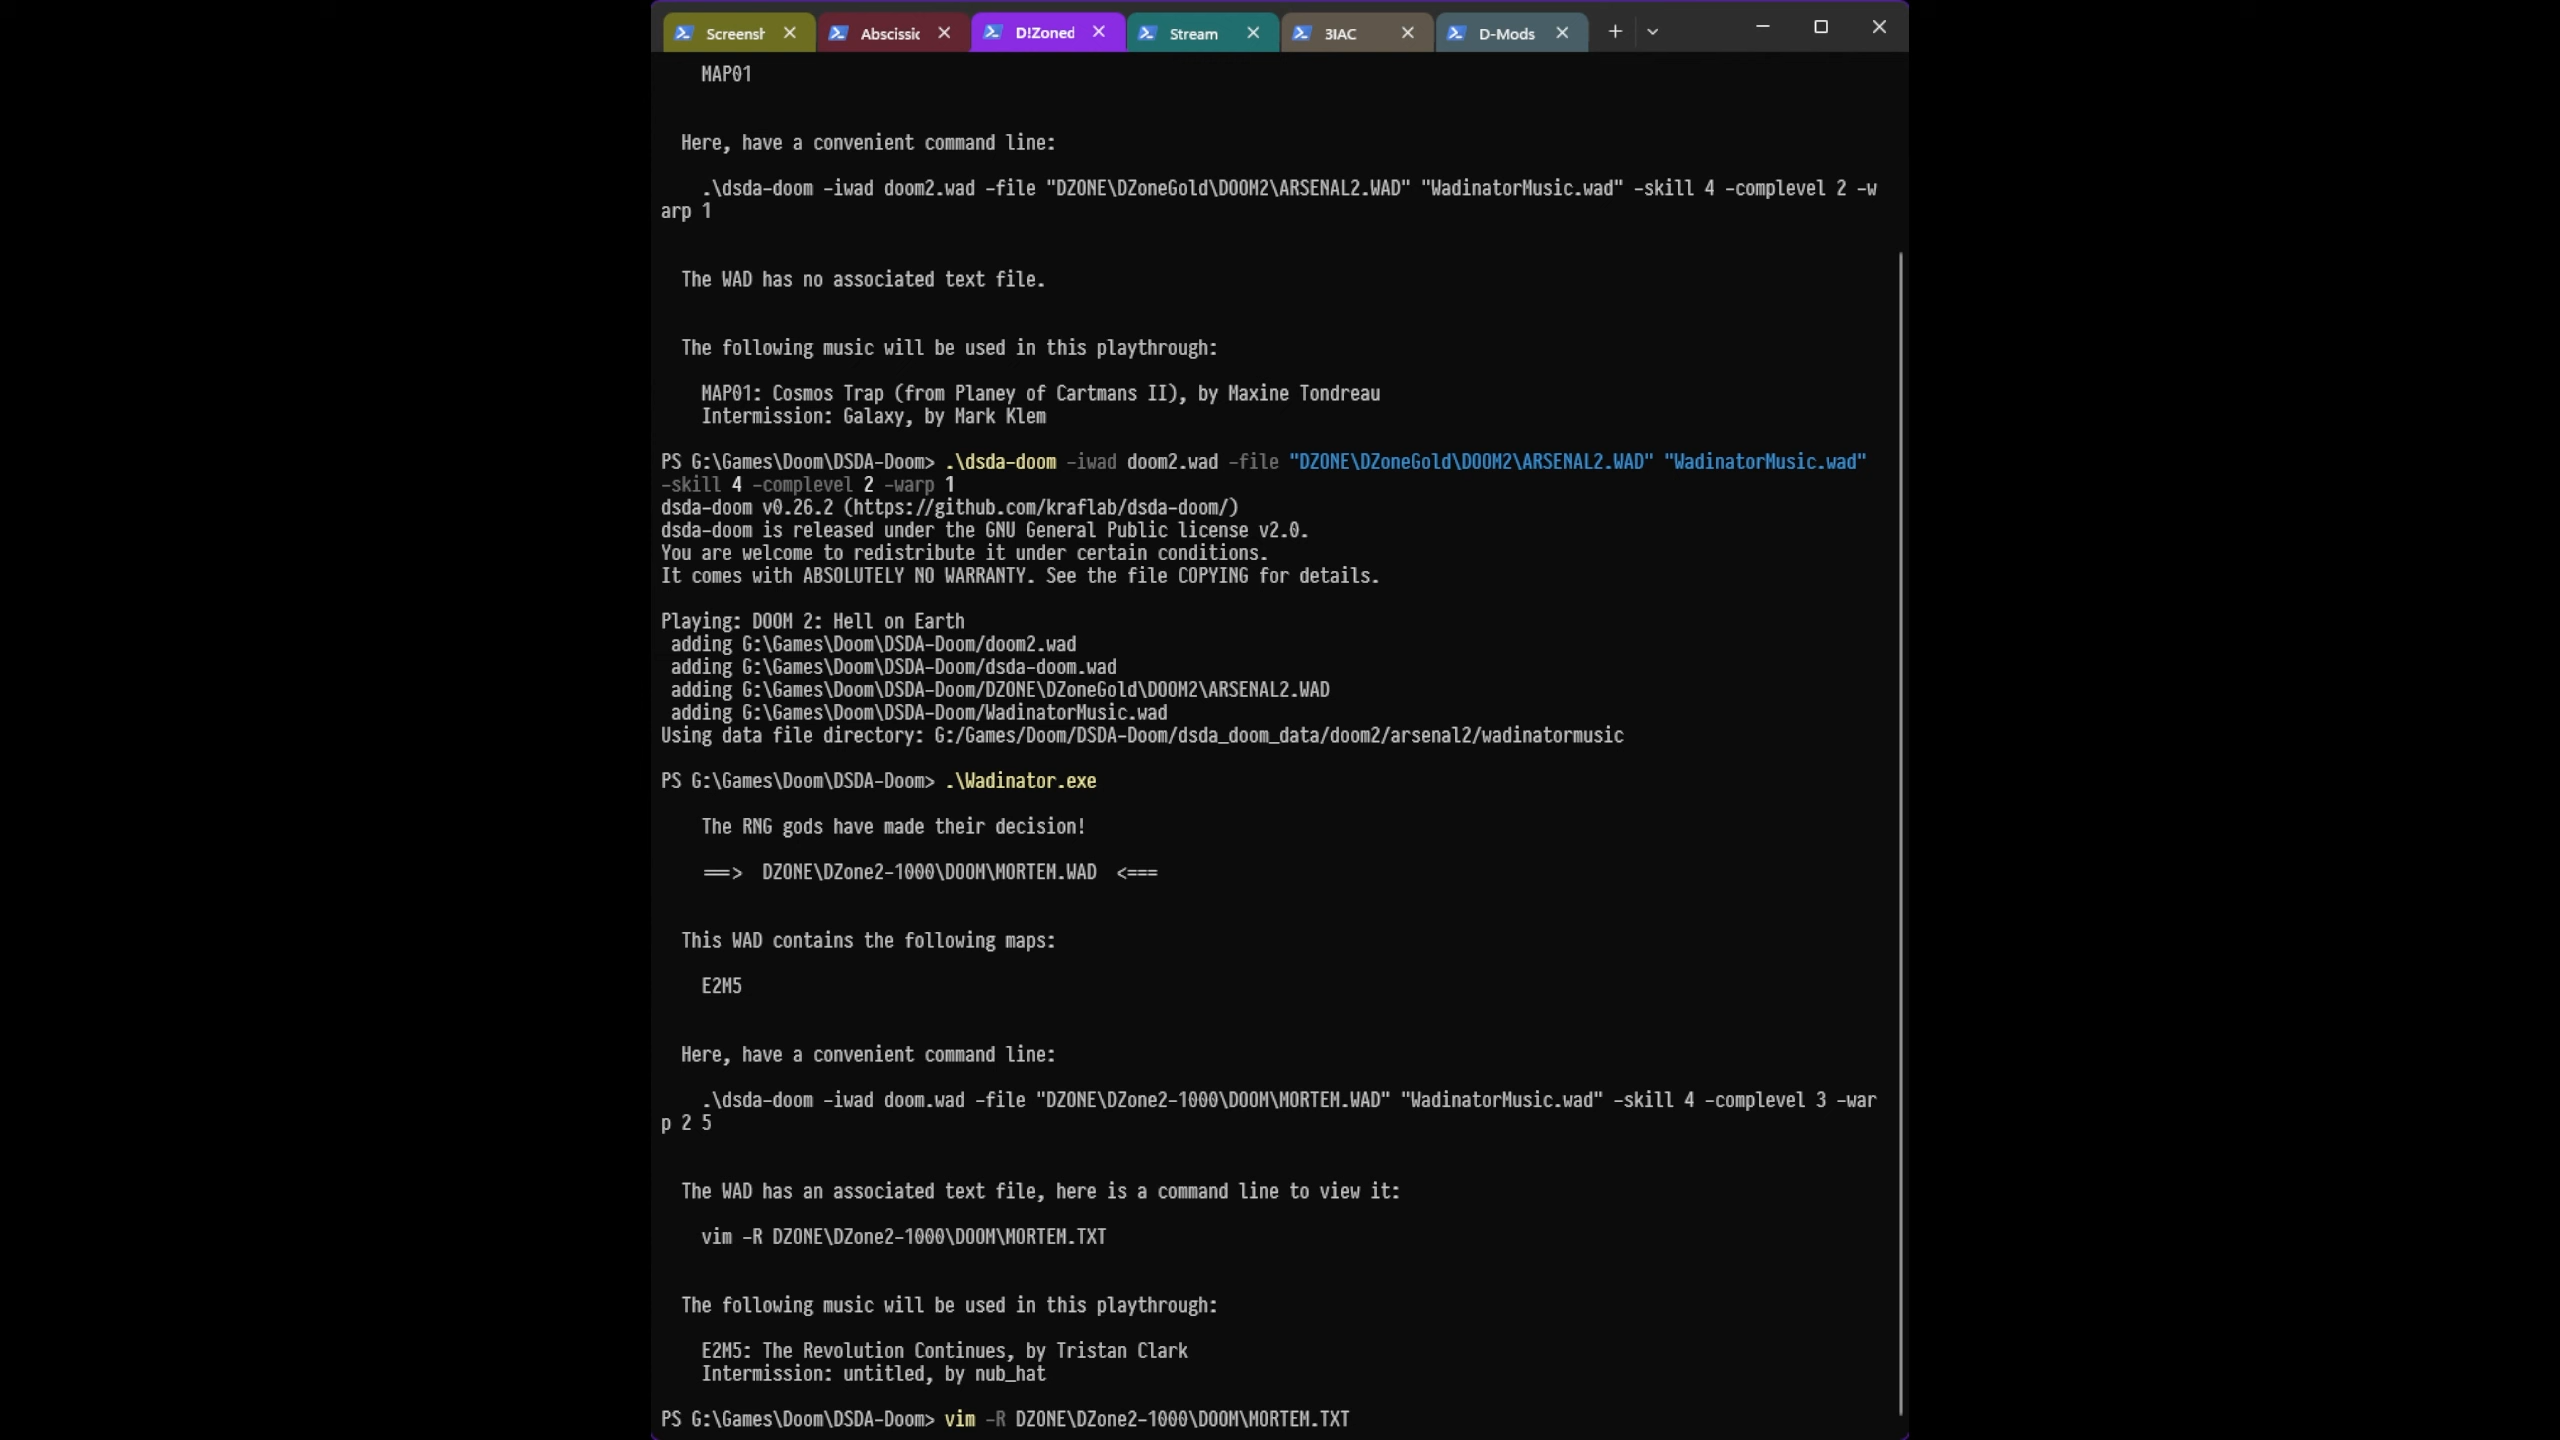 Screensh
Abscissic
D!Zoned
Stream
3IAC
D-Mods
MAP01
Here, have a convenient command line:
.\dsda-doom -iwad doom2.wad -file "DZONE\DZoneGold\DOOM2\ARSENAL2.WAD" "WadinatorMusic.wad" -skill 4 -complevel 2 -w
arp 1
The WAD has no associated text file.
The following music will be used in this playthrough:
MAP01: Cosmos Trap (from Planey of Cartmans II), by Maxine Tondreau
Intermission: Galaxy, by Mark Klem
PS G:\Games\Doom\DSDA-Doom> .\dsda-doom -iwad doom2.wad -file "DZONE\DZoneGold\DOOM2\ARSENAL2.WAD" "WadinatorMusic.wad"
-skill 4 -complevel 2 -warp 1
dsda-doom v0.26.2 (https://github.com/kraflab/dsda-doom/)
dsda-doom is released under the GNU General Public license v2.0.
You are welcome to redistribute it under certain conditions.
It comes with ABSOLUTELY NO WARRANTY. See the file COPYING for details.
Playing: DOOM 2: Hell on Earth
adding G:\Games\Doom\DSDA-Doom/doom2.wad
adding G:\Games\Doom\DSDA-Doom/dsda-doom.wad
adding G:\Games\Doom\DSDA-Doom/DZONE\DZoneGold\DOOM2\ARSENAL2.WAD
adding G:\Games\Doom\DSDA-Doom/WadinatorMusic.wad
Using data file directory: G:/Games/Doom/DSDA-Doom/dsda_doom_data/doom2/arsenal2/wadinatormusic
PS G:\Games\Doom\DSDA-Doom> .\Wadinator.exe
The RNG gods have made their decision!
===> DZONE\DZone2-1000\DOOM\MORTEM.WAD <===
This WAD contains the following maps:
E2M5
Here, have a convenient command line:
.\dsda-doom -iwad doom.wad -file "DZONE\DZone2-1000\DOOM\MORTEM.WAD" "WadinatorMusic.wad" -skill 4 -complevel 3 -war
p 2 5
The WAD has an associated text file, here is a command line to view it:
vim -R DZONE\DZone2-1000\DOOM\MORTEM.TXT
The following music will be used in this playthrough:
E2M5: The Revolution Continues, by Tristan Clark
Intermission: untitled, by nub_hat
PS G:\Games\Doom\DSDA-Doom> vim -R DZONE\DZone2-1000\DOOM\MORTEM.TXT